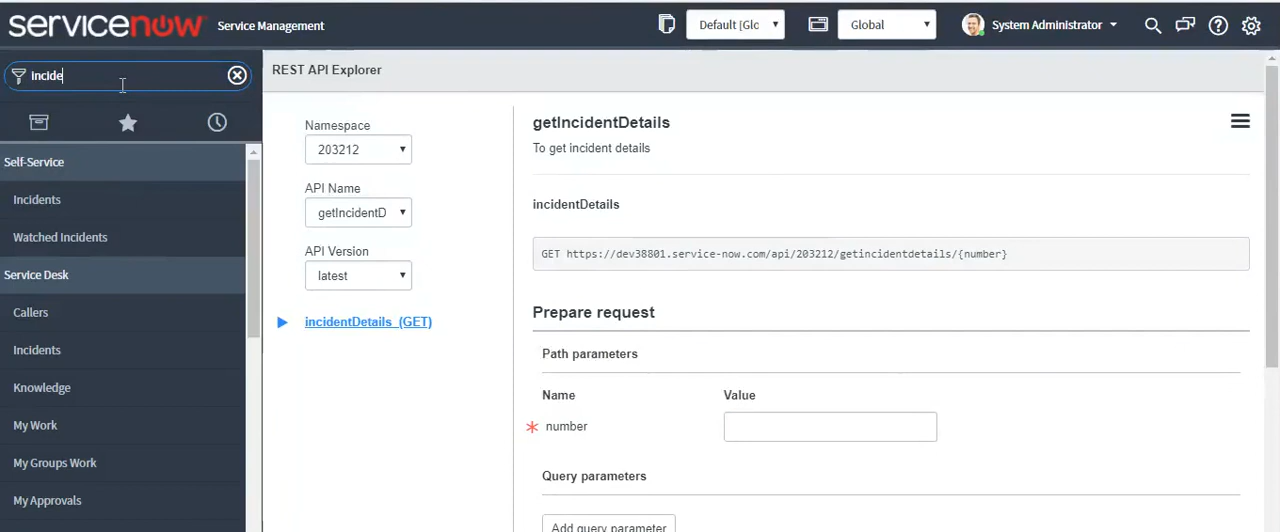 servicenow Service Management
Default [Glc
Global
System Administrator
Incide
Self-Service
Incidents
Watched Incidents
Service Desk
Callers
Incidents
Knowledge
My Work
My Groups Work
My Approvals
REST API Explorer
Namespace
203212
API Name
getIncidentD
API Version
latest
incidentDetails (GET)
getIncidentDetails
To get incident details
incidentDetails
GET https://dev38801.service-now.com/api/203212/getincidentdetails/{number}
Prepare request
Path parameters
Name Value
* number
Query parameters
Add query parameter